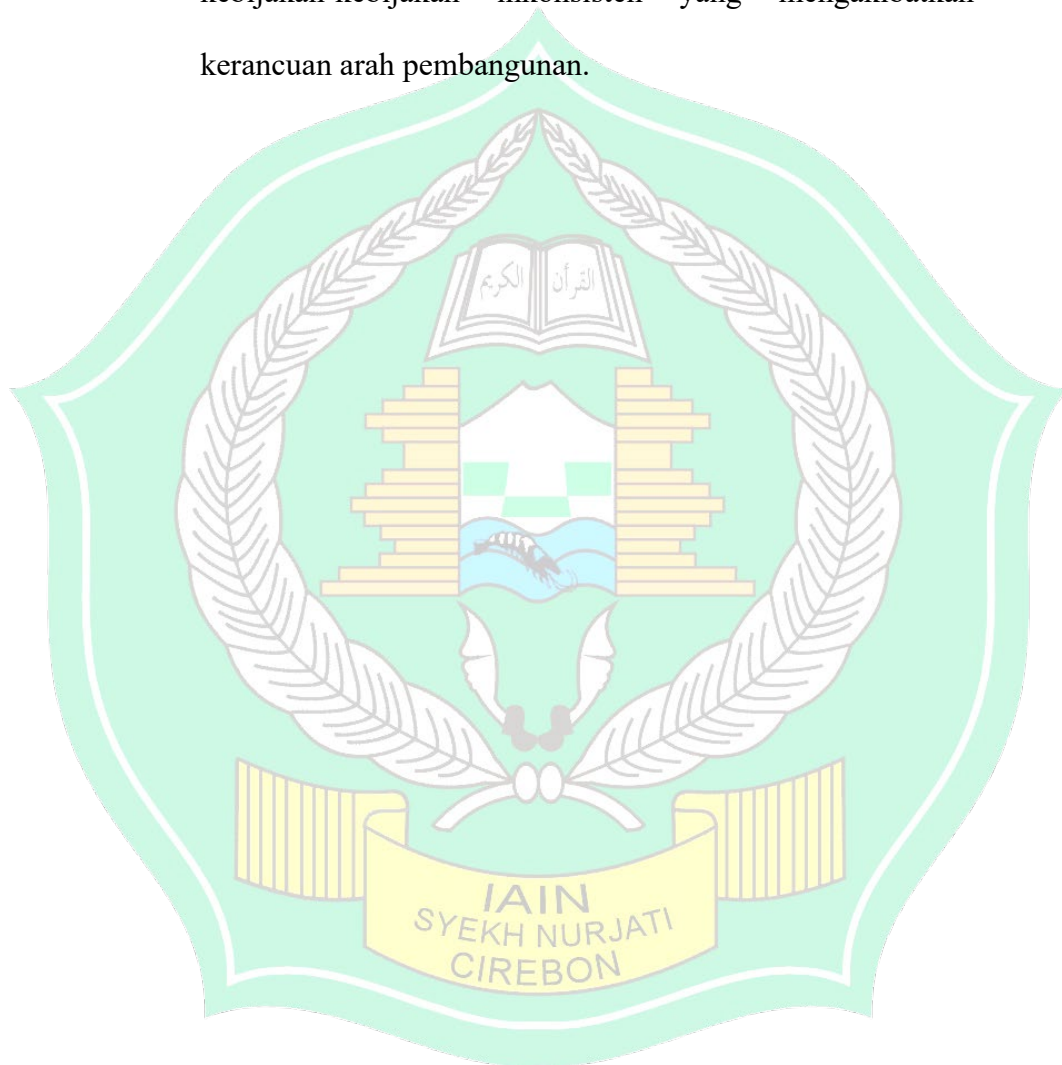 kebijakan-kebijakan inkonsisten yang mengakibatkan
kerancuan arah pembangunan.
القرآن الكريم
IAIN
SYEKH NURJATI
CIREBON